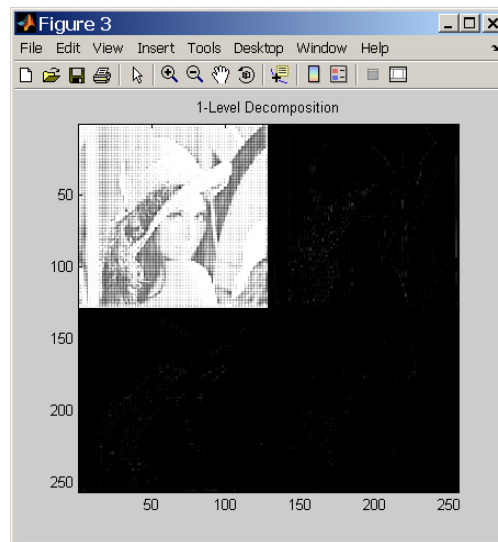 Figure 3
File Edit View Insert Tools Desktop Window Help
1-Level Decomposition
50
100
150
200
250
50 100 150 200 250